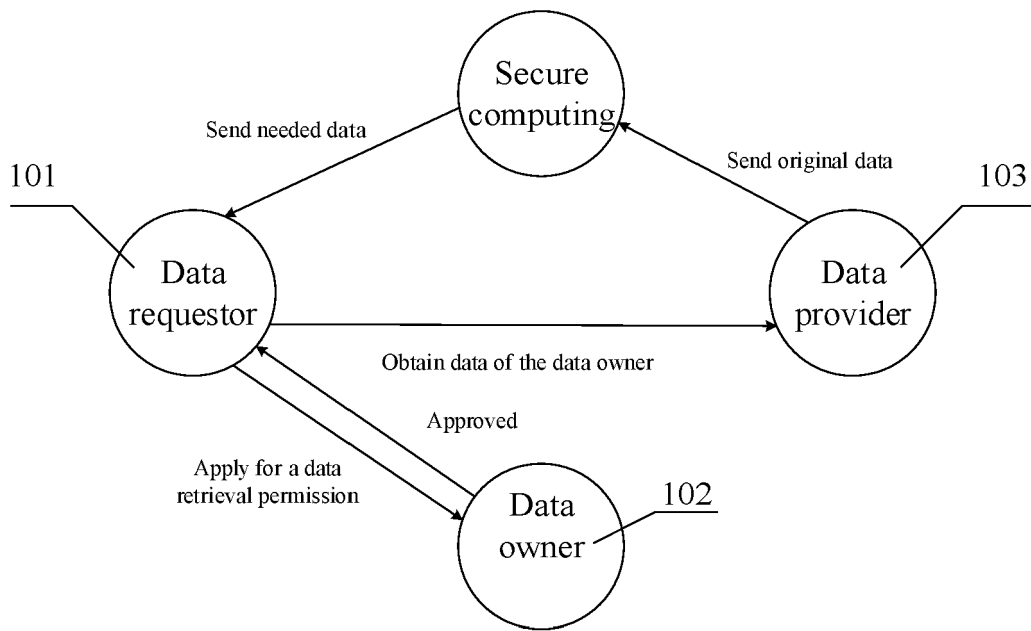 Secure
computing
Send needed data
Send original data
101
103
Data
requestor
Data
provider
Obtain data of the data owner
Approved
Apply for a data
retrieval permission
102
Data
owner